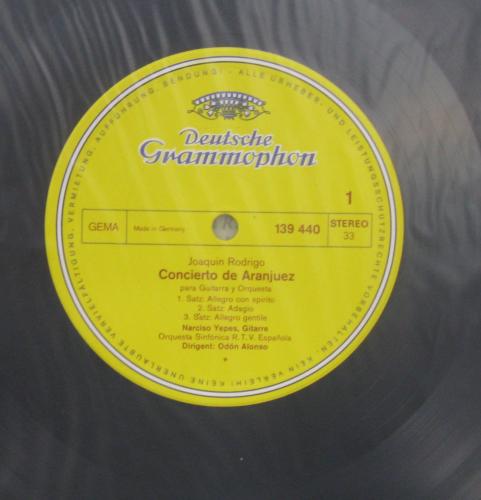 Deutsche
Grammophon
1
GEMA
Made in Germany
139 440
STEREO
33
Joaquin Rodrigo
Concierto de Aranjuez
para Guitarra y Orquesta
1. Satz: Allegro con spirito
2. Satz: Adagio
3. Satz: Allegro gentile
Narciso Yepes, Gitarre
Orquesta Sinfónica R.T.V. Española
Dirigent: Odón Alonso
*
ALLE URHEBER- UND LEISTUNGSSCHUTZRECHTE VORBEHALTEN. KEIN VERLEIH! KEINE UNERLAUBTE VERVIELFÄLTIGUNG, VERMIETUNG, AUFFÜHRUNG, SENDUNG! -